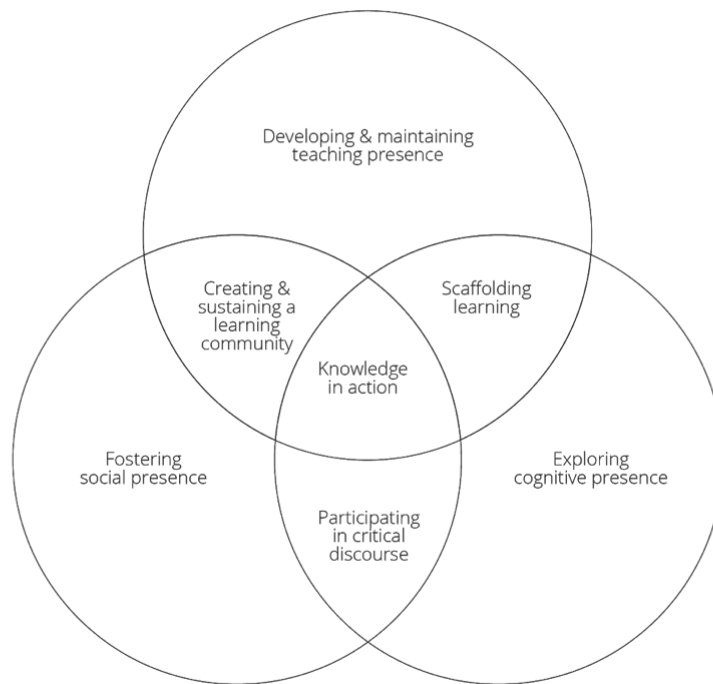 Developing & maintaining
teaching presence
Creating &
sustaining a
learning
community
Scaffolding
learning
Knowledge
in action
Fostering
social presence
Exploring
cognitive presence
Participating
in critical
discourse